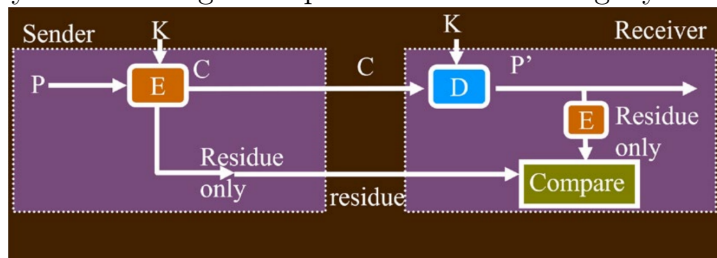 Sender
K
Receiver
K
P
E
C
C
D
P'
E
Residue
only
Residue
only
residue
Compare